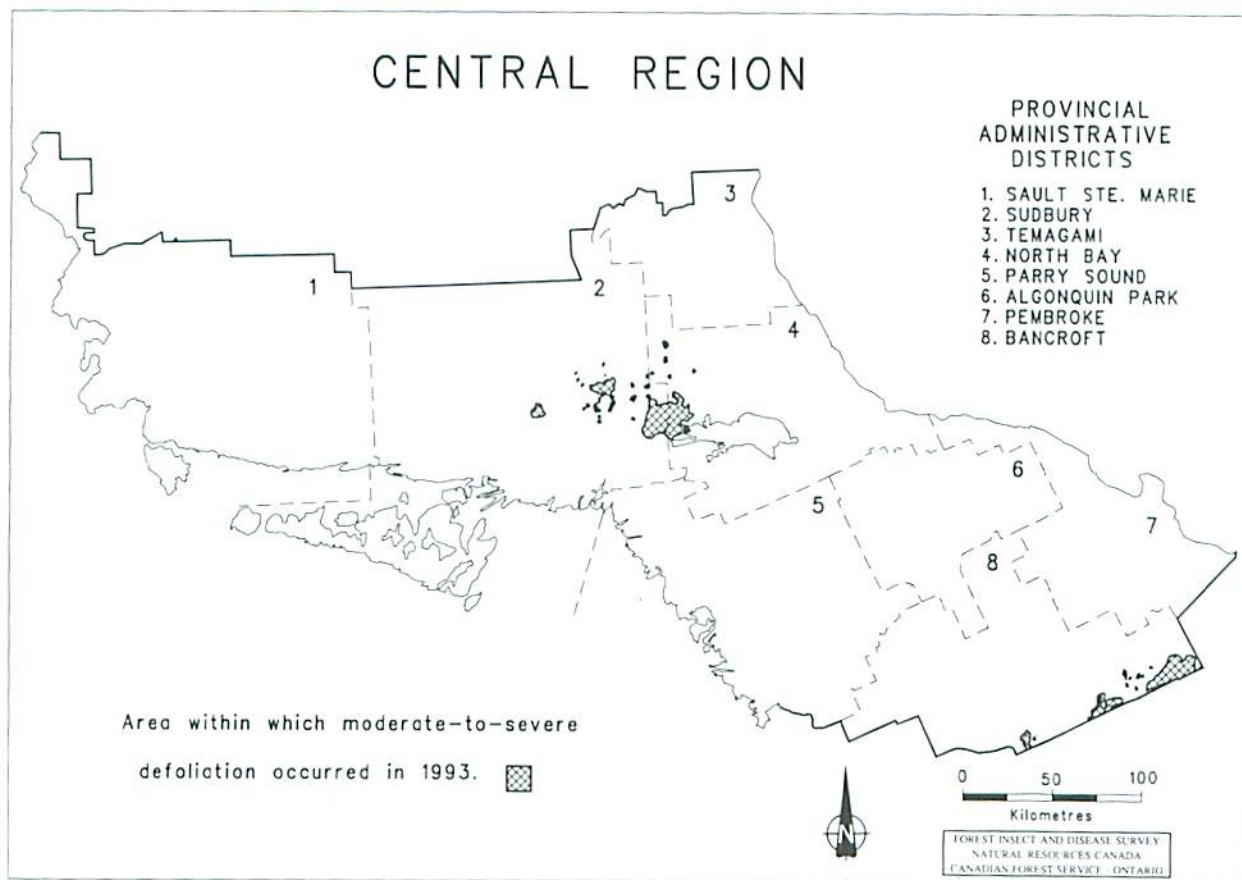 CENTRAL REGION
PROVINCIAL
ADMINISTRATIVE
DISTRICTS
1. SAULT STE. MARIE
2. SUDBURY
3. TEMAGAMI
4. NORTH BAY
5. PARRY SOUND
6. ALGONQUIN PARK
7. PEMBROKE
8. BANCROFT
3
1
2
4
6
5
7
8
Area within which moderate-to-severe
defoliation occurred in 1993.
0 50 100
Kilometres
N
FOREST INSECT AND DISEASE SURVEY
NATURAL RESOURCES CANADA
CANADIAN FOREST SERVICE - ONTARIO